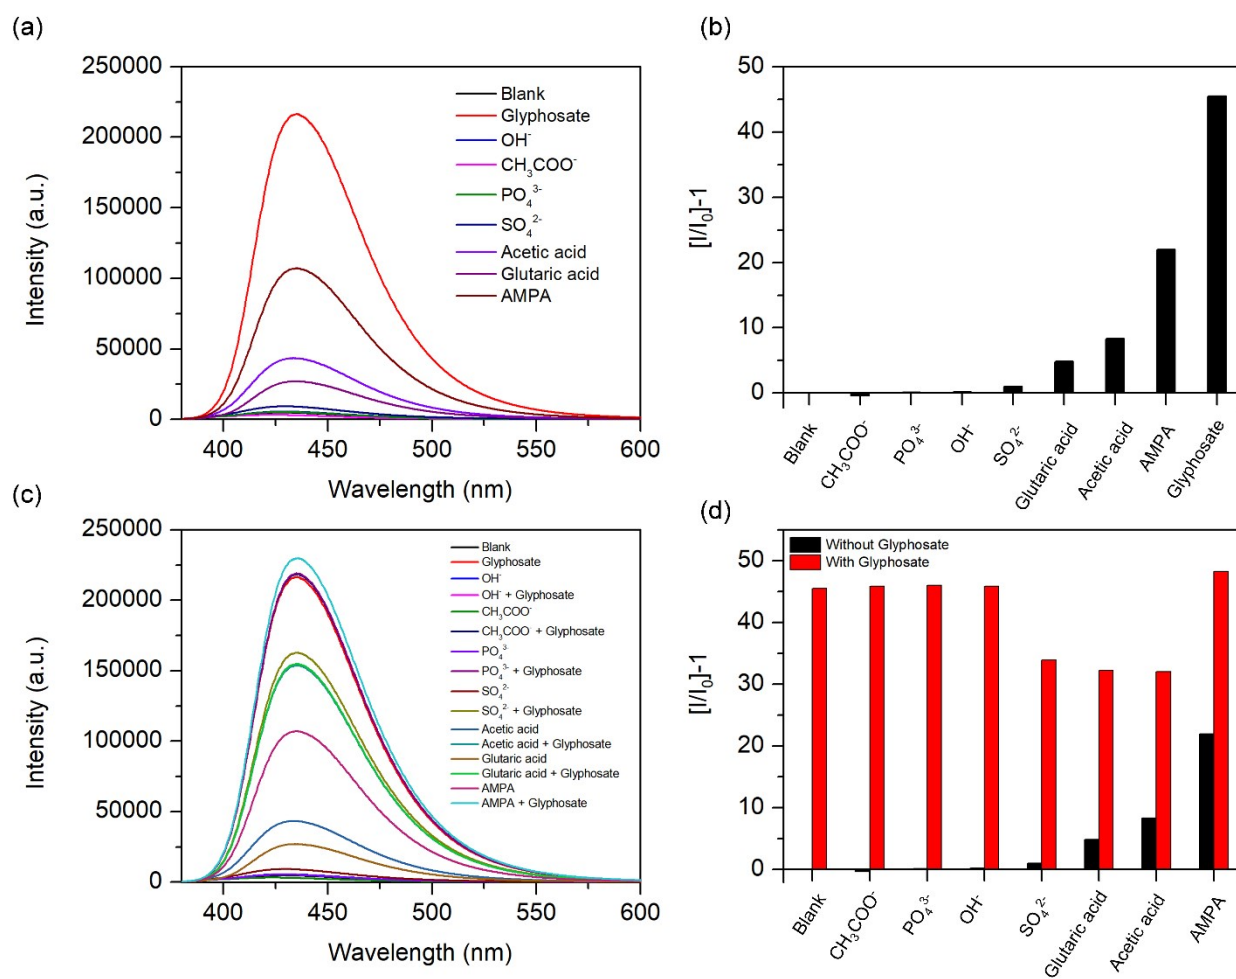 (a)
250000
200000
150000
100000
50000
0
400
450
500
550
600
Intensity (a.u.)
Wavelength (nm)
Blank
Glyphosate
OH⁻
CH₃COO⁻
PO₄³⁻
SO₄²⁻
Acetic acid
Glutaric acid
AMPA
(b)
50
40
30
20
10
0
[I/I₀]-1
Blank
CH₃COO⁻
PO₄³⁻
OH⁻
SO₄²⁻
Glutaric acid
Acetic acid
AMPA
Glyphosate
(c)
250000
200000
150000
100000
50000
0
400
450
500
550
600
Intensity (a.u.)
Wavelength (nm)
Blank
Glyphosate
OH⁻
OH⁻ + Glyphosate
CH₃COO⁻
CH₃COO⁻ + Glyphosate
PO₄³⁻
PO₄³⁻ + Glyphosate
SO₄²⁻
SO₄²⁻ + Glyphosate
Acetic acid
Acetic acid + Glyphosate
Glutaric acid
Glutaric acid + Glyphosate
AMPA
AMPA + Glyphosate
(d)
50
40
30
20
10
0
[I/I₀]-1
Without Glyphosate
With Glyphosate
Blank
CH₃COO⁻
PO₄³⁻
OH⁻
SO₄²⁻
Glutaric acid
Acetic acid
AMPA